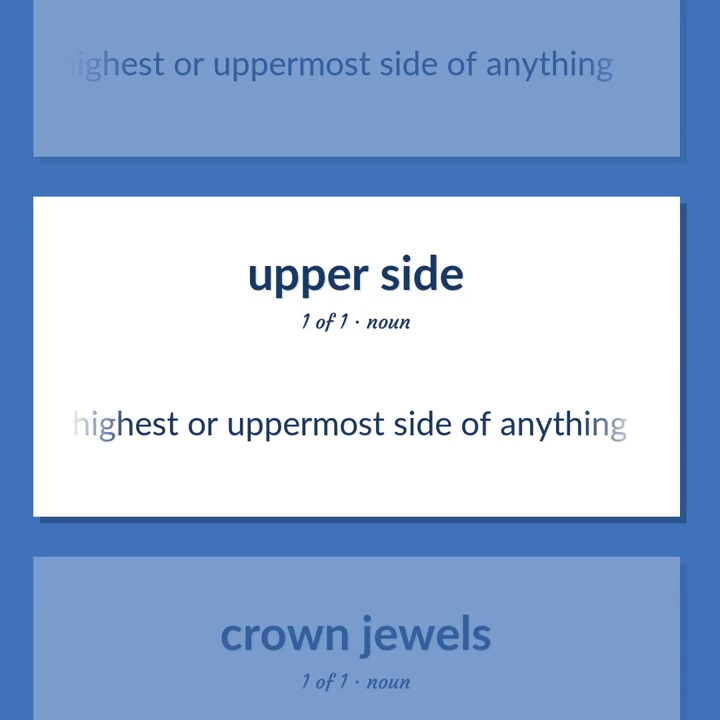 highest or uppermost side of anything
upper side
1 of 1 · noun
highest or uppermost side of anything
crown jewels
1 of 1 · noun